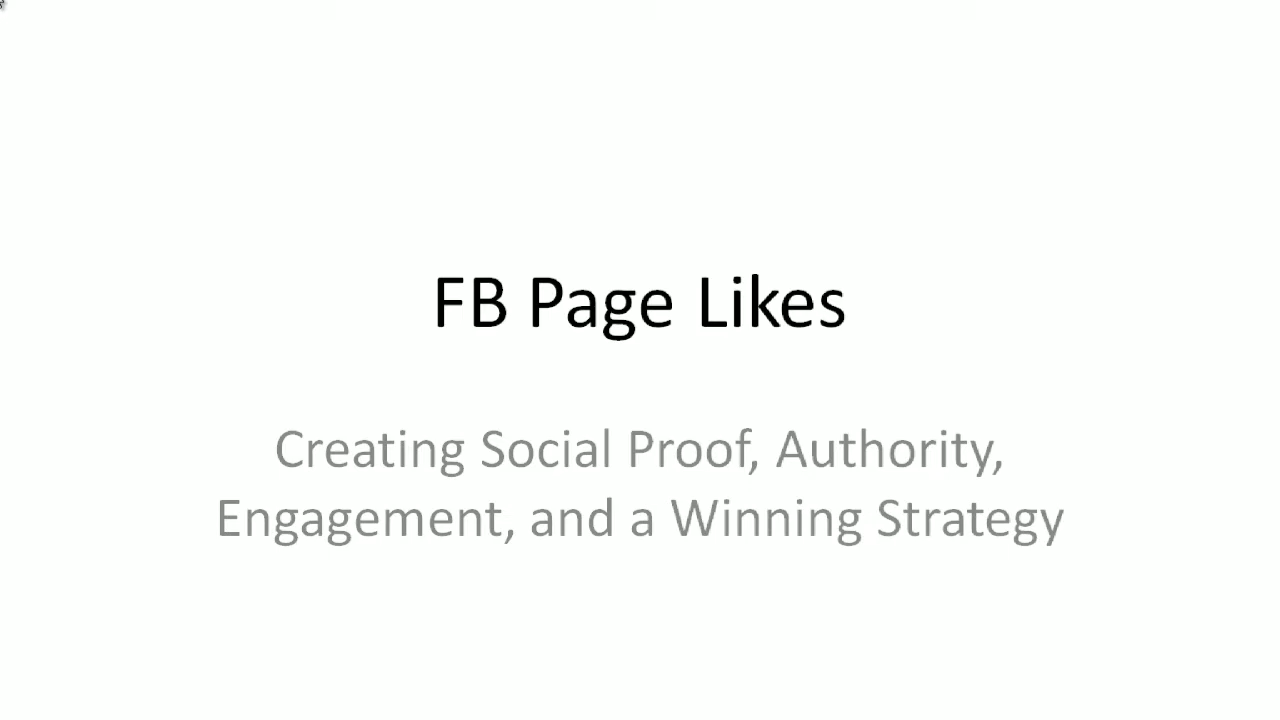 FB Page Likes
Creating Social Proof, Authority,
Engagement, and a Winning Strategy